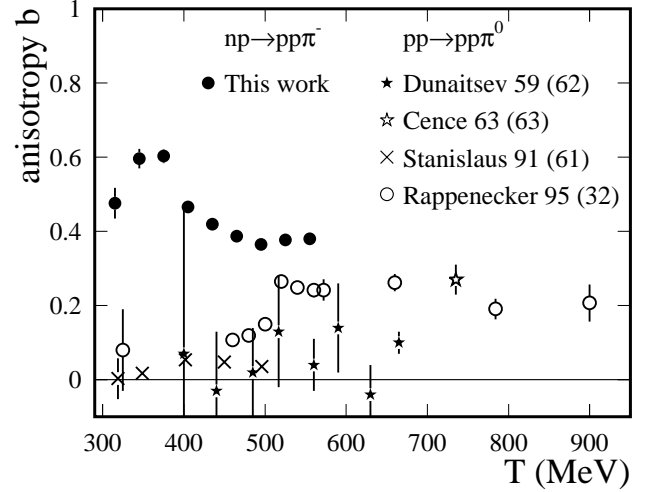 anisotropy b
1
0.8
0.6
0.4
0.2
0
np→ppπ⁻ pp→ppπ⁰
This work
Dunaitsev 59 (62)
Cence 63 (63)
Stanislaus 91 (61)
Rappenecker 95 (32)
300 400 500 600 700 800 900
T (MeV)